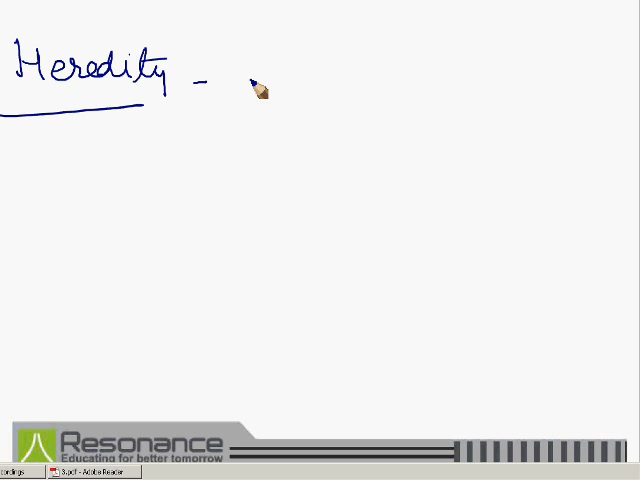 Heredity -
Resonance
Educating for better tomorrow
cordings 3.pdf - Adobe Reader